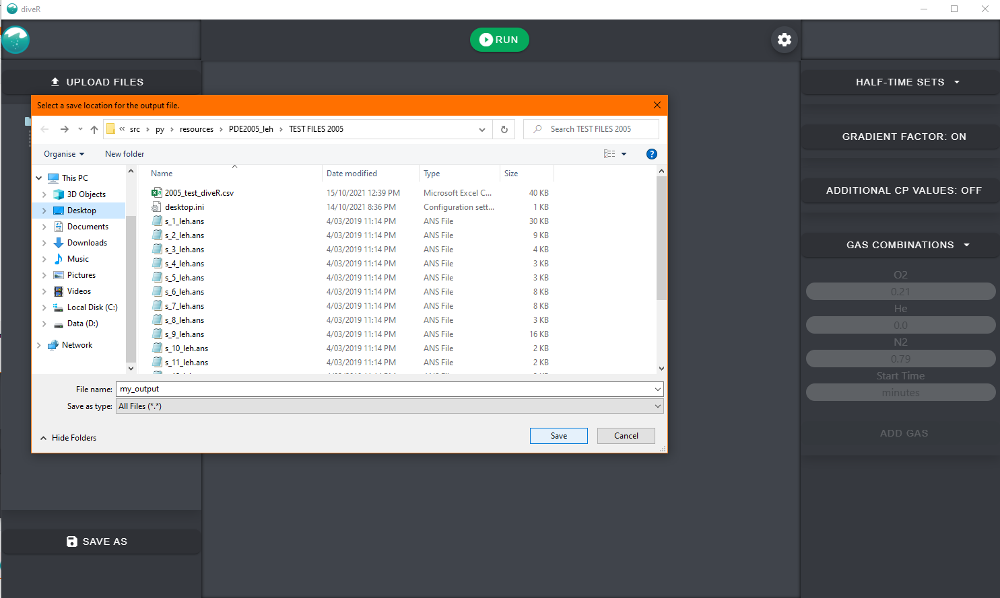 diveR
RUN
UPLOAD FILES
HALF-TIME SETS
Select a save location for the output file.
« src › py › resources › PDE2005_leh › TEST FILES 2005
Search TEST FILES 2005
GRADIENT FACTOR: ON
Organise
New folder
?
This PC
3D Objects
Desktop
Documents
Downloads
Music
Pictures
Videos
Local Disk (C:)
Data (D:)
Network
Name Date modified Type Size
2005_test_diveR.csv 15/10/2021 12:39 PM Microsoft Excel C... 40 KB
desktop.ini 14/10/2021 8:36 PM Configuration sett... 1 KB
s_1_leh.ans 4/03/2019 11:14 PM ANS File 30 KB
s_2_leh.ans 4/03/2019 11:14 PM ANS File 9 KB
s_3_leh.ans 4/03/2019 11:14 PM ANS File 4 KB
s_4_leh.ans 4/03/2019 11:14 PM ANS File 3 KB
s_5_leh.ans 4/03/2019 11:14 PM ANS File 3 KB
s_6_leh.ans 4/03/2019 11:14 PM ANS File 8 KB
s_7_leh.ans 4/03/2019 11:14 PM ANS File 8 KB
s_8_leh.ans 4/03/2019 11:14 PM ANS File 3 KB
s_9_leh.ans 4/03/2019 11:14 PM ANS File 16 KB
s_10_leh.ans 4/03/2019 11:14 PM ANS File 2 KB
s_11_leh.ans 4/03/2019 11:14 PM ANS File 2 KB
File name: my_output
Save as type: All Files (*.*)
Hide Folders
Save
Cancel
ADDITIONAL CP VALUES: OFF
GAS COMBINATIONS
O2
0.21
He
0.0
N2
0.79
Start Time
minutes
ADD GAS
SAVE AS